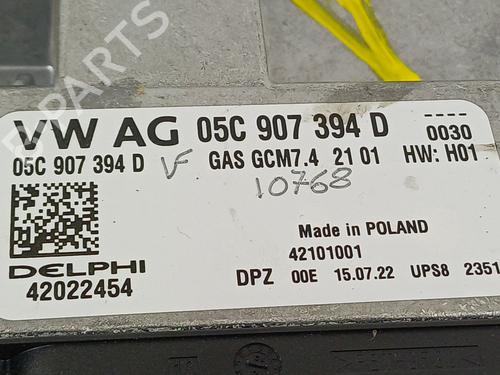 VW AG 05C 907 394 D
----
0030
05C 907 394 D VF GAS GCM7.4 21 01 HW: H01
10768
Made in POLAND
42101001
DELPHI
42022454
DPZ 00E 15.07.22 UPS8 2351
B PARTS